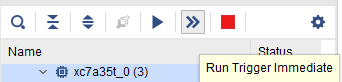 Name
Status
xc7a35t_0 (3)
Run Trigger Immediate